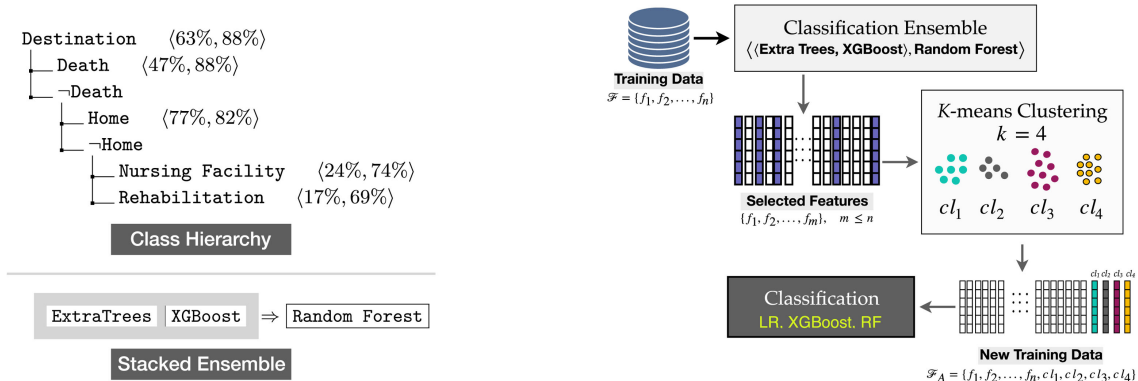 Destination ⟨63%, 88%⟩
Death ⟨47%, 88%⟩
¬Death
Home ⟨77%, 82%⟩
¬Home
Nursing Facility ⟨24%, 74%⟩
Rehabilitation ⟨17%, 69%⟩
Class Hierarchy
ExtraTrees XGBoost ⇒ Random Forest
Stacked Ensemble
Classification Ensemble
⟨⟨Extra Trees, XGBoost⟩, Random Forest⟩
Training Data
ℱ = {f₁, f₂, . . . , fₙ}
Selected Features
{f₁, f₂, . . . , fₘ}, m ≤ n
K-means Clustering
k = 4
cl₁ cl₂ cl₃ cl₄
cl₁ cl₂ cl₃ cl₄
Classification
LR. XGBoost. RF
New Training Data
ℱ_A = {f₁, f₂, . . . , fₙ, cl₁, cl₂, cl₃, cl₄}